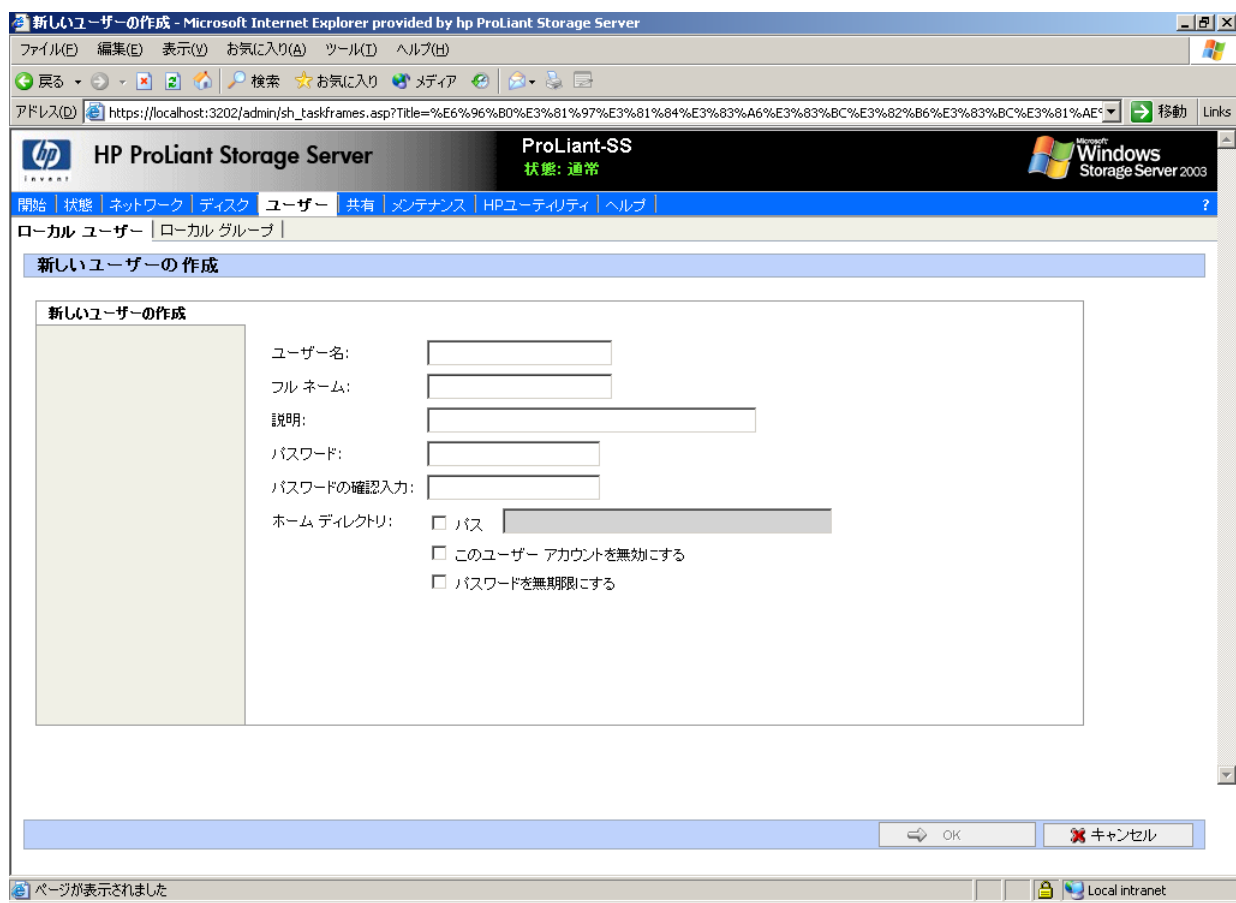 新しいユーザーの作成 - Microsoft Internet Explorer provided by hp ProLiant Storage Server
ファイル(F) 編集(E) 表示(V) お気に入り(A) ツール(T) ヘルプ(H)
戻る 検索 お気に入り メディア
アドレス(D) https://localhost:3202/admin/sh_taskframes.asp?Title=%E6%96%B0%E3%81%97%E3%81%84%E3%83%A6%E3%83%BC%E3%82%B6%E3%83%BC%E3%81%AE% 移動 Links
hp invent HP ProLiant Storage Server ProLiant-SS Microsoft Windows
状態: 通常 Storage Server 2003
開始 状態 ネットワーク ディスク ユーザー 共有 メンテナンス HPユーティリティ ヘルプ ?
ローカル ユーザー ローカル グループ
新しいユーザーの作成
新しいユーザーの作成
ユーザー名:
フル ネーム:
説明:
パスワード:
パスワードの確認入力:
ホーム ディレクトリ: パス
このユーザー アカウントを無効にする
パスワードを無期限にする
OK キャンセル
ページが表示されました Local intranet